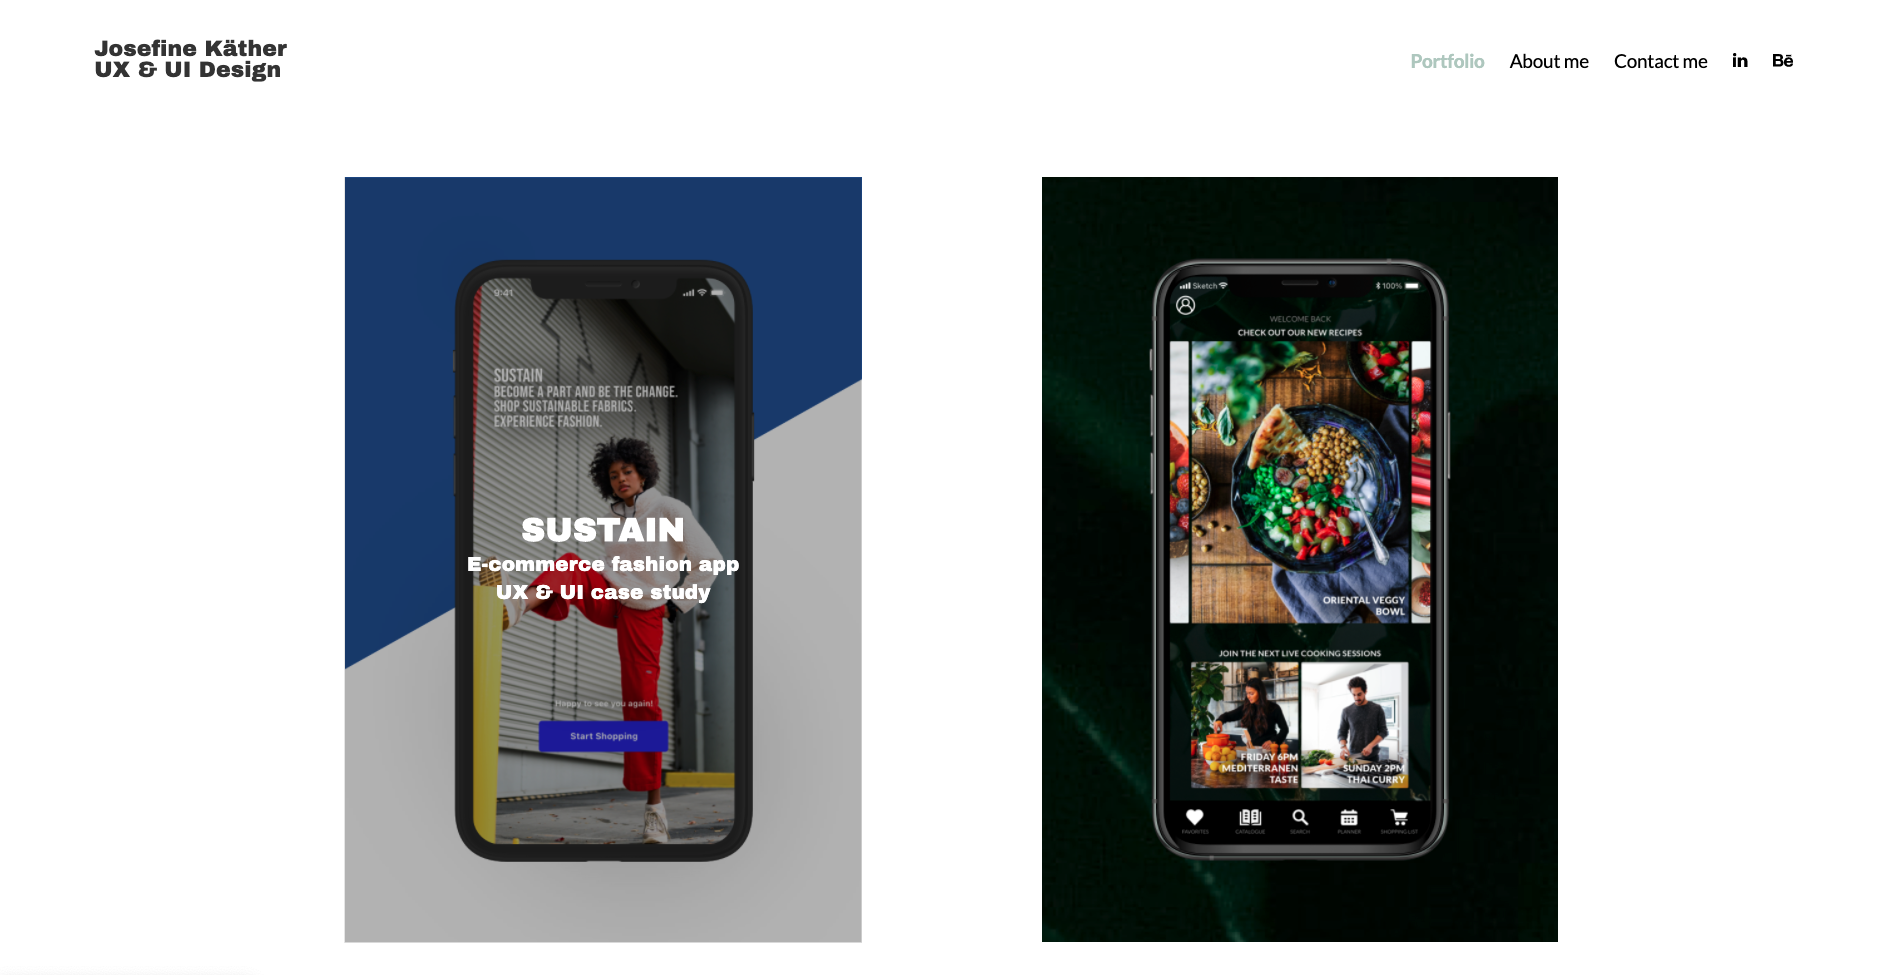 Josefine Käther
UX & UI Design
Portfolio
About me
Contact me
in
Bē
9:41
SUSTAIN
BECOME A PART AND BE THE CHANGE.
SHOP SUSTAINABLE FABRICS.
EXPERIENCE FASHION.
SUSTAIN
E-commerce fashion app
UX & UI case study
Happy to see you again!
Start Shopping
Sketch
100%
WELCOME BACK
CHECK OUT OUR NEW RECIPES
ORIENTAL VEGGY
BOWL
JOIN THE NEXT LIVE COOKING SESSIONS
FRIDAY 6PM
MEDITERRANEN
TASTE
SUNDAY 2PM
THAI CURRY
FAVORITES
CATALOGUE
SEARCH
PLANNER
SHOPPING LIST